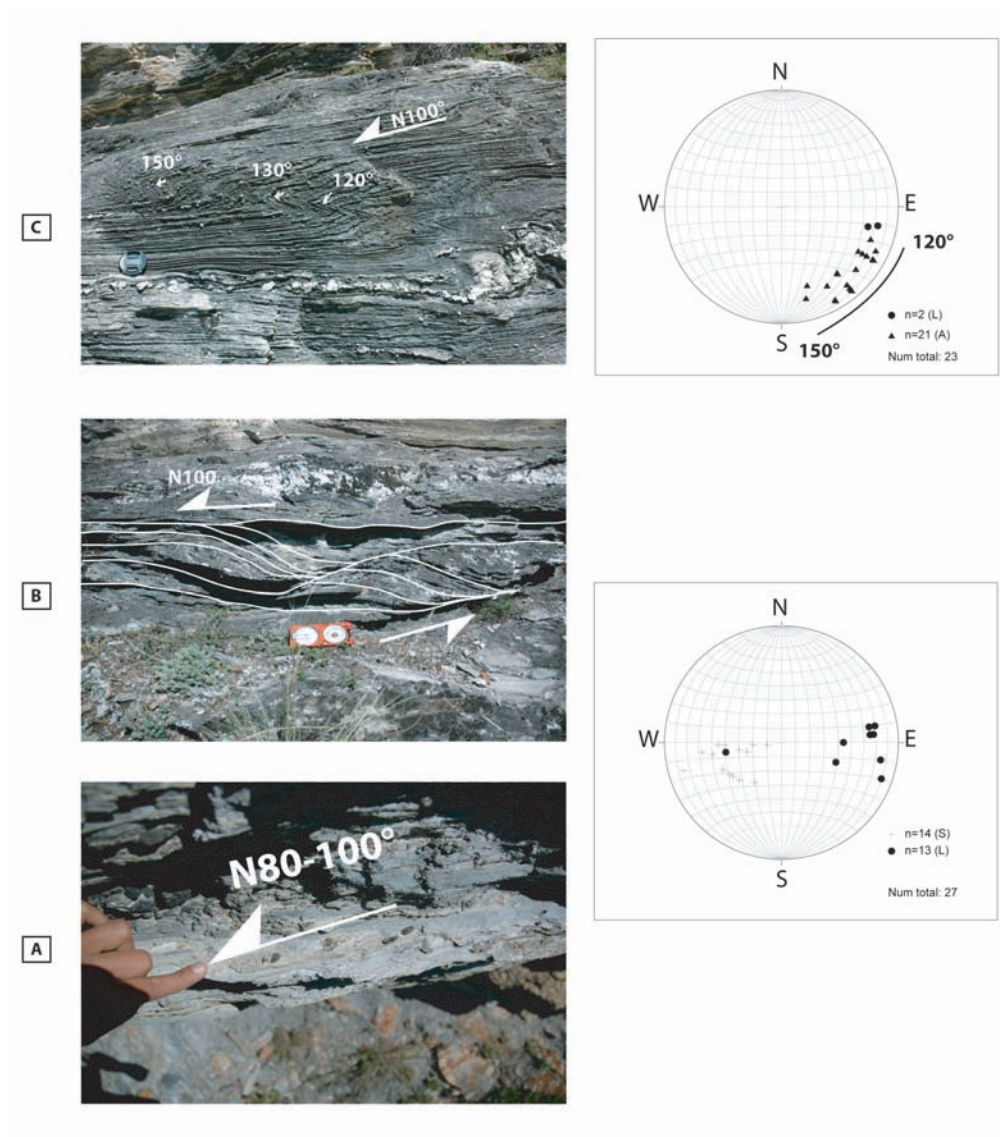 C
N100°
150°
130°
120°
N
W
E
S
120°
150°
n=2 (L)
n=21 (A)
Num total: 23
B
N100
N
W
E
S
n=14 (S)
n=13 (L)
Num total: 27
A
N80-100°